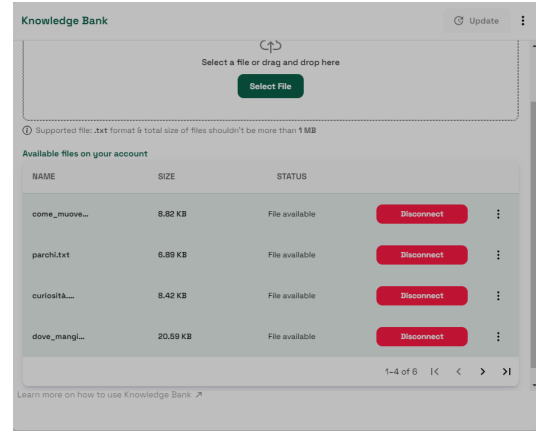 Knowledge Bank
Update
Select a file or drag and drop here
Select File
Supported file: .txt format & total size of files shouldn't be more than 1 MB
Available files on your account
NAME SIZE STATUS
come_muove... 8.82 KB File available Disconnect
parchi.txt 6.89 KB File available Disconnect
curiosità.... 8.42 KB File available Disconnect
dove_mangi... 20.59 KB File available Disconnect
1–4 of 6
Learn more on how to use Knowledge Bank